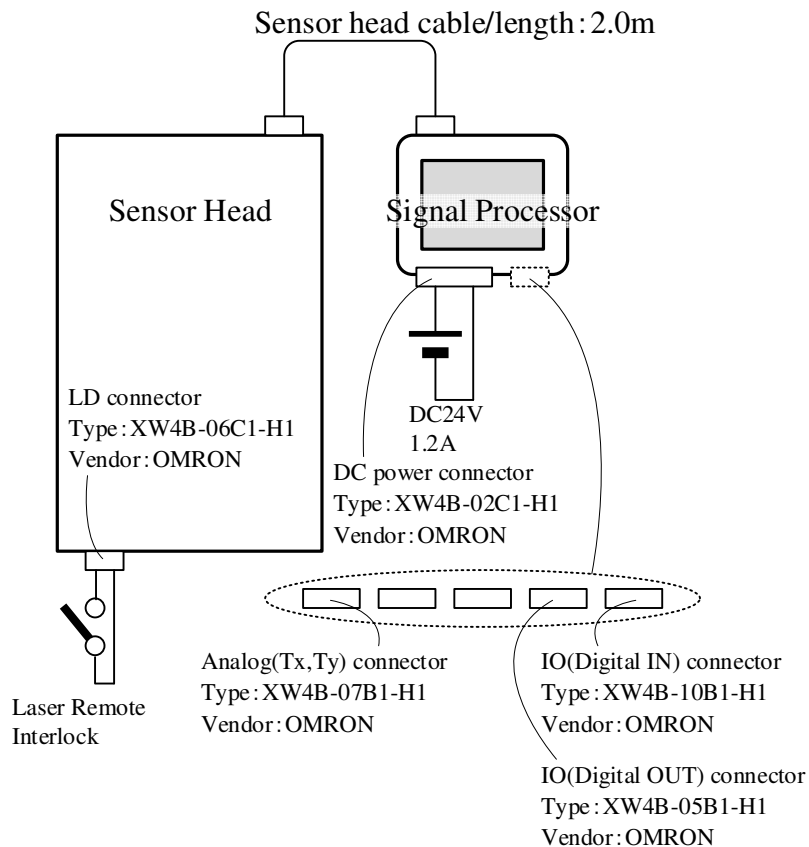 Sensor head cable/length:2.0m
Sensor Head
Signal Processor
LD connector
Type:XW4B-06C1-H1
Vendor:OMRON
DC24V
1.2A
DC power connector
Type:XW4B-02C1-H1
Vendor:OMRON
Laser Remote
Interlock
Analog(Tx,Ty) connector
Type:XW4B-07B1-H1
Vendor:OMRON
IO(Digital IN) connector
Type:XW4B-10B1-H1
Vendor:OMRON
IO(Digital OUT) connector
Type:XW4B-05B1-H1
Vendor:OMRON